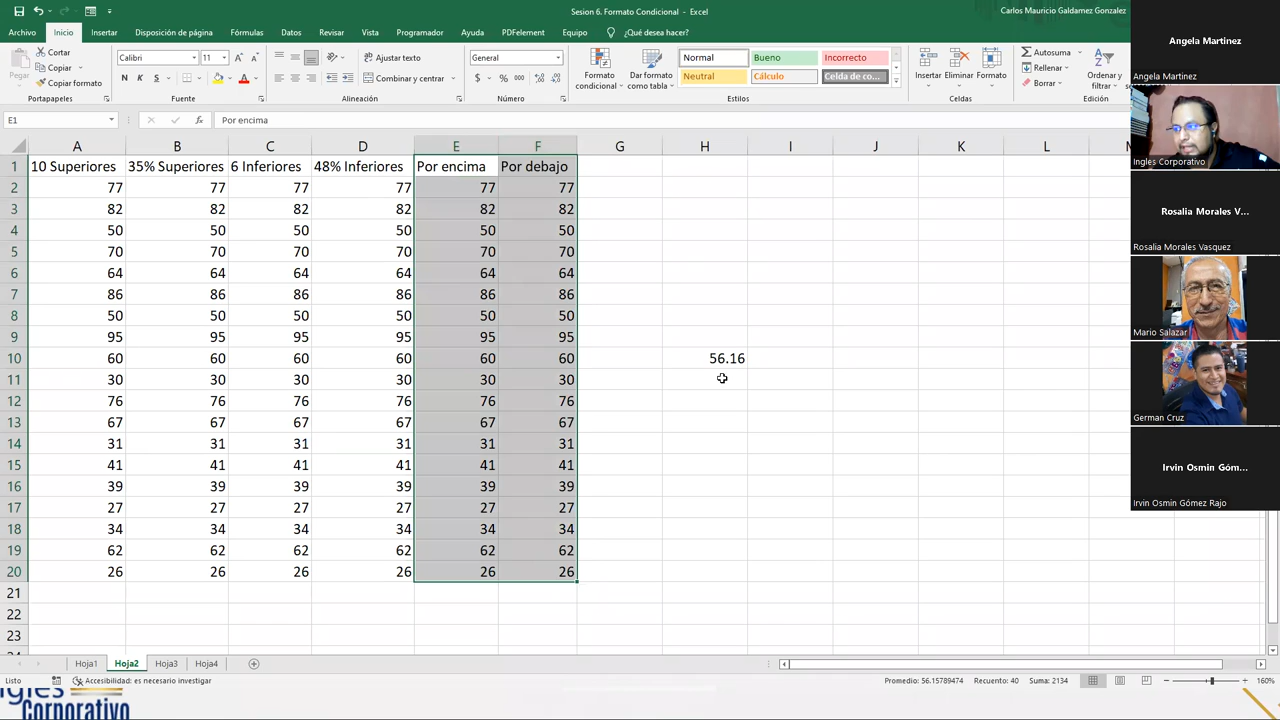 Sesion 6. Formato Condicional - Excel
Carlos Mauricio Galdamez Gonzalez
Archivo Inicio Insertar Disposición de página Fórmulas Datos Revisar Vista Programador Ayuda PDFelement Equipo ¿Qué desea hacer?
Pegar
Cortar
Copiar
Copiar formato
Portapapeles
Calibri 11
N K S
Fuente
Ajustar texto
Combinar y centrar
Alineación
General
$ % 000
Número
Formato condicional
Dar formato como tabla
Normal Bueno Incorrecto
Neutral Cálculo Celda de co...
Estilos
Insertar Eliminar Formato
Celdas
Autosuma
Rellenar
Borrar
Ordenar y filtrar
Edición
E1 fx Por encima
A B C D E F G H I J K L M
1 10 Superiores 35% Superiores 6 Inferiores 48% Inferiores Por encima Por debajo
2 77 77 77 77 77 77
3 82 82 82 82 82 82
4 50 50 50 50 50 50
5 70 70 70 70 70 70
6 64 64 64 64 64 64
7 86 86 86 86 86 86
8 50 50 50 50 50 50
9 95 95 95 95 95 95
10 60 60 60 60 60 60 56.16
11 30 30 30 30 30 30
12 76 76 76 76 76 76
13 67 67 67 67 67 67
14 31 31 31 31 31 31
15 41 41 41 41 41 41
16 39 39 39 39 39 39
17 27 27 27 27 27 27
18 34 34 34 34 34 34
19 62 62 62 62 62 62
20 26 26 26 26 26 26
21
22
23
Hoja1 Hoja2 Hoja3 Hoja4
Listo Accesibilidad: es necesario investigar Promedio: 56.15789474 Recuento: 40 Suma: 2134 160%
Ingles
Corporativo
Angela Martinez
Angela Martinez
Ingles Corporativo
Rosalia Morales V...
Rosalia Morales Vasquez
Mario Salazar
German Cruz
Irvin Osmin Góm...
Irvin Osmin Gómez Rajo